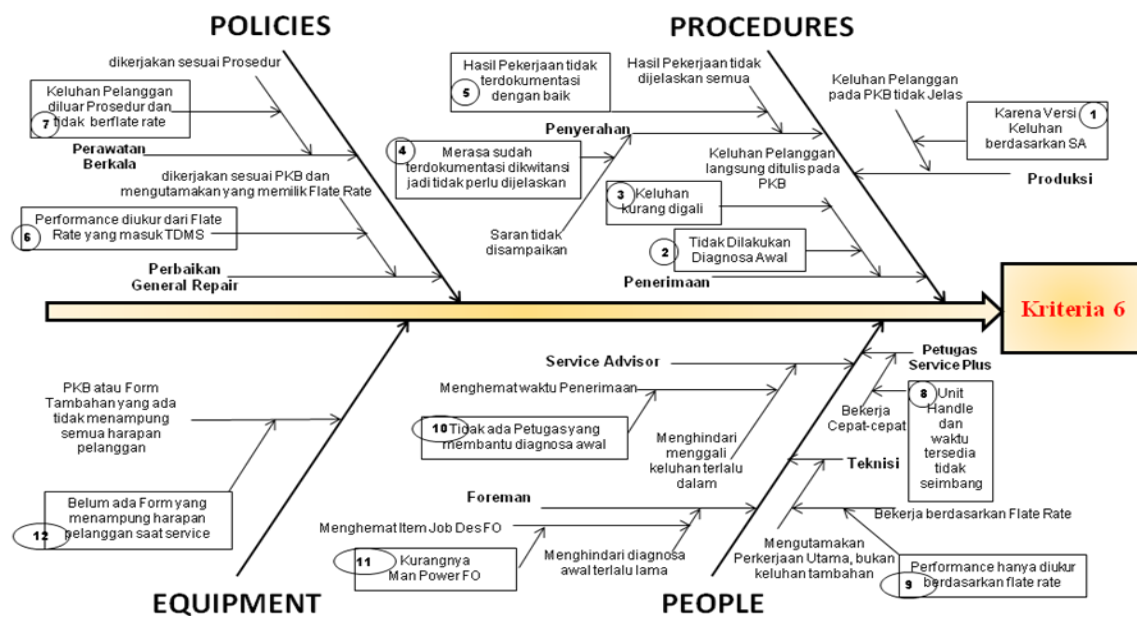 POLICIES
PROCEDURES
dikerjakan sesuai Prosedur
Keluhan Pelanggan
diluar Prosedur dan
tidak berflate rate
7
Perawatan
Berkala
dikerjakan sesuai PKB dan
mengutamakan yang memilik Flate Rate
Performance diukur dari Flate
Rate yang masuk TDMS
6
Perbaikan
General Repair
Hasil Pekerjaan tidak
terdokumentasi
dengan baik
5
Hasil Pekerjaan tidak
dijelaskan semua
Penyerahan
4
Merasa sudah
terdokumentasi dikwitansi
jadi tidak perlu dijelaskan
Saran tidak
disampaikan
Keluhan Pelanggan
langsung ditulis pada
PKB
3
Keluhan
kurang digali
2
Tidak Dilakukan
Diagnosa Awal
Penerimaan
Keluhan Pelanggan
pada PKB tidak Jelas
Karena Versi
Keluhan
berdasarkan SA
1
Produksi
Kriteria 6
PKB atau Form
Tambahan yang ada
tidak menampung
semua harapan
pelanggan
Belum ada Form yang
menampung harapan
pelanggan saat service
12
EQUIPMENT
Service Advisor
Menghemat waktu Penerimaan
10
Tidak ada Petugas yang
membantu diagnosa awal
Menghindari
menggali
keluhan terlalu
dalam
Petugas
Service Plus
Bekerja
Cepat-cepat
8
Unit
Handle
dan
waktu
tersedia
tidak
seimbang
Teknisi
Foreman
Menghemat Item Job Des FO
11
Kurangnya
Man Power FO
Menghindari diagnosa
awal terlalu lama
Bekerja berdasarkan Flate Rate
Mengutamakan
Perkerjaan Utama, bukan
keluhan tambahan
Performance hanya diukur
berdasarkan flate rate
9
PEOPLE